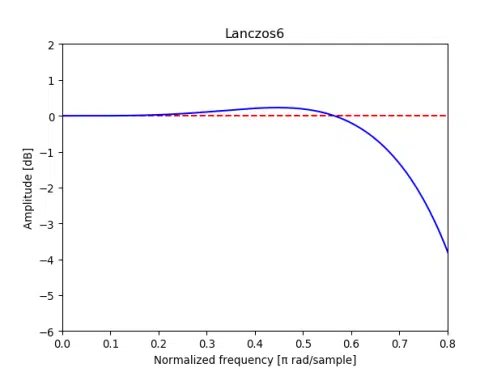 Lanczos6
2
1
0
−1
−2
−3
−4
−5
−6
Amplitude [dB]
0.0 0.1 0.2 0.3 0.4 0.5 0.6 0.7 0.8
Normalized frequency [π rad/sample]